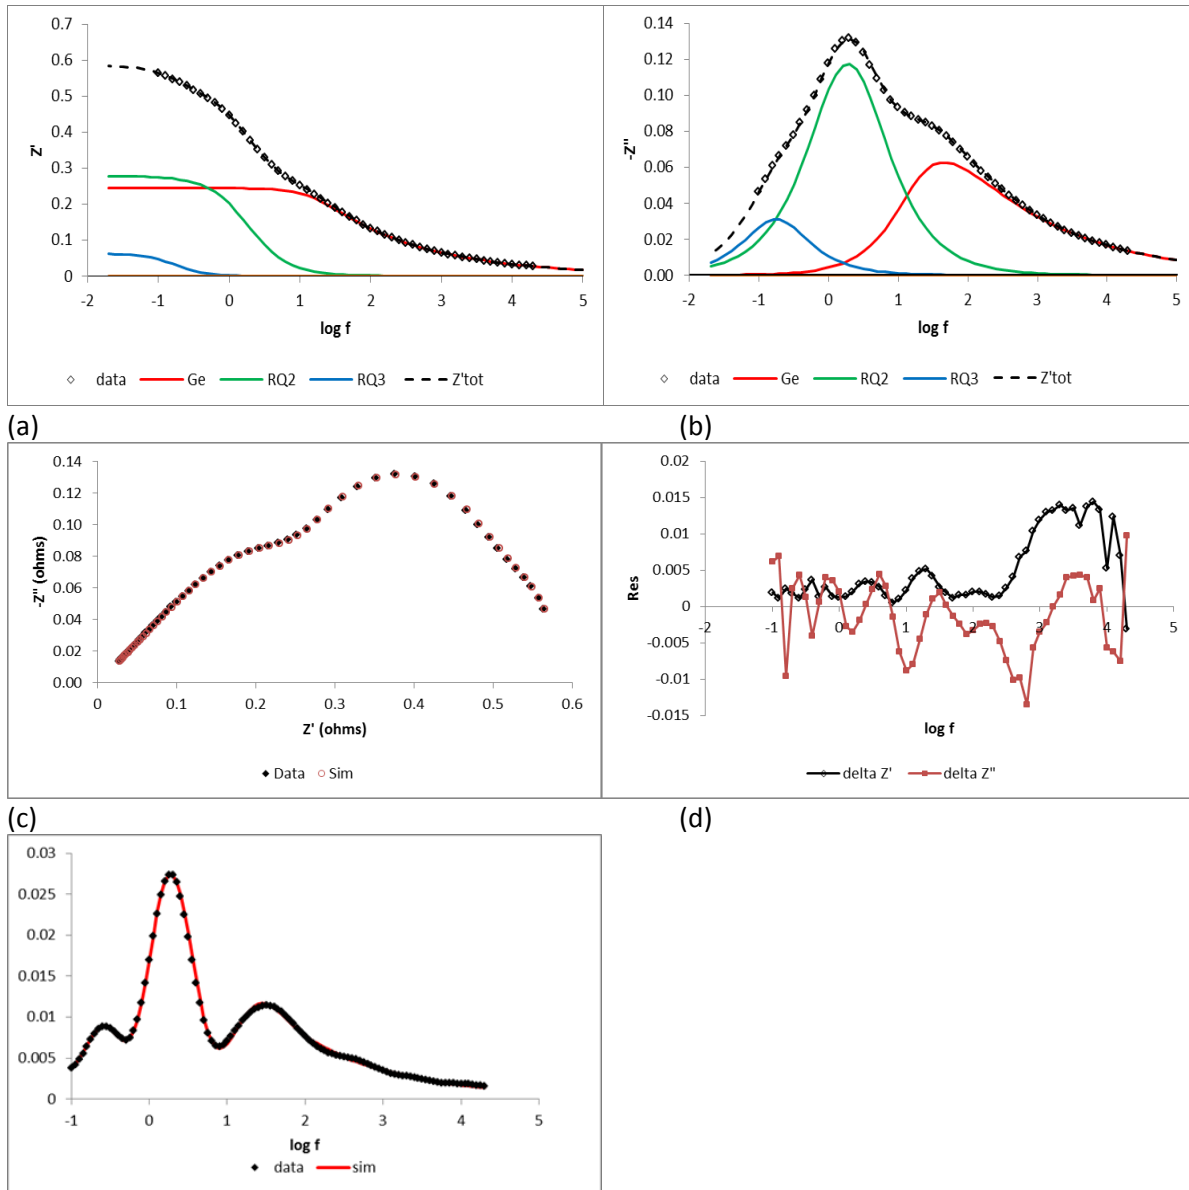 0.7
0.6
0.5
0.4
0.3
0.2
0.1
0
Z'
-2 -1 0 1 2 3 4 5
log f
data Ge RQ2 RQ3 Z'tot
0.14
0.12
0.10
0.08
0.06
0.04
0.02
0.00
-Z"
-2 -1 0 1 2 3 4 5
log f
data Ge RQ2 RQ3 Z'tot
(a) (b)
0.14
0.12
0.10
0.08
0.06
0.04
0.02
0.00
-Z" (ohms)
0 0.1 0.2 0.3 0.4 0.5 0.6
Z' (ohms)
Data Sim
0.02
0.015
0.01
0.005
0
-0.005
-0.01
-0.015
Res
-2 -1 0 1 2 3 4 5
log f
delta Z' delta Z"
(c) (d)
0.03
0.025
0.02
0.015
0.01
0.005
0
-1 0 1 2 3 4 5
log f
data sim